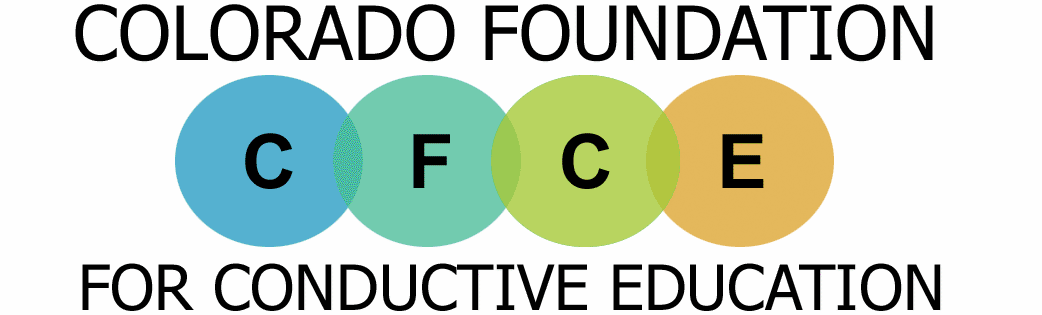 COLORADO FOUNDATION
C F C E
FOR CONDUCTIVE EDUCATION